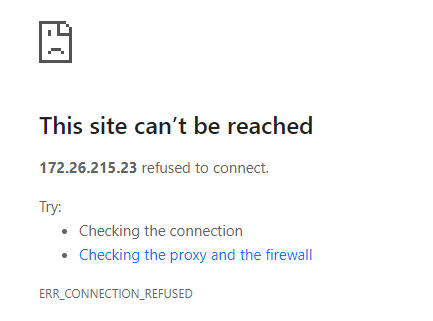 This site can’t be reached
172.26.215.23 refused to connect.
Try:
• Checking the connection
• Checking the proxy and the firewall
ERR_CONNECTION_REFUSED